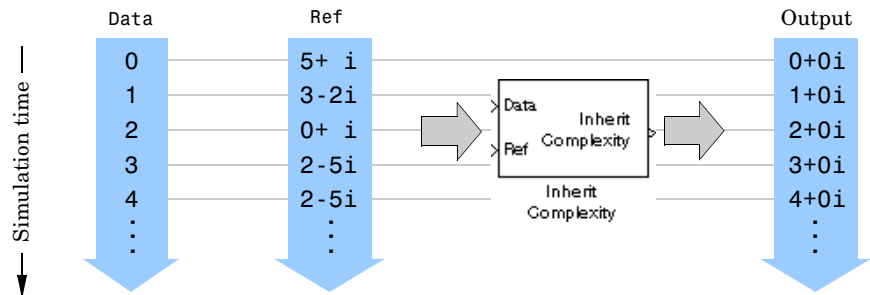 Data Ref Output
Simulation time
0 5+ i 0+0i
1 3-2i 1+0i
2 0+ i 2+0i
3 2-5i 3+0i
4 2-5i 4+0i
Data
Ref
Inherit
Complexity
Inherit
Complexity